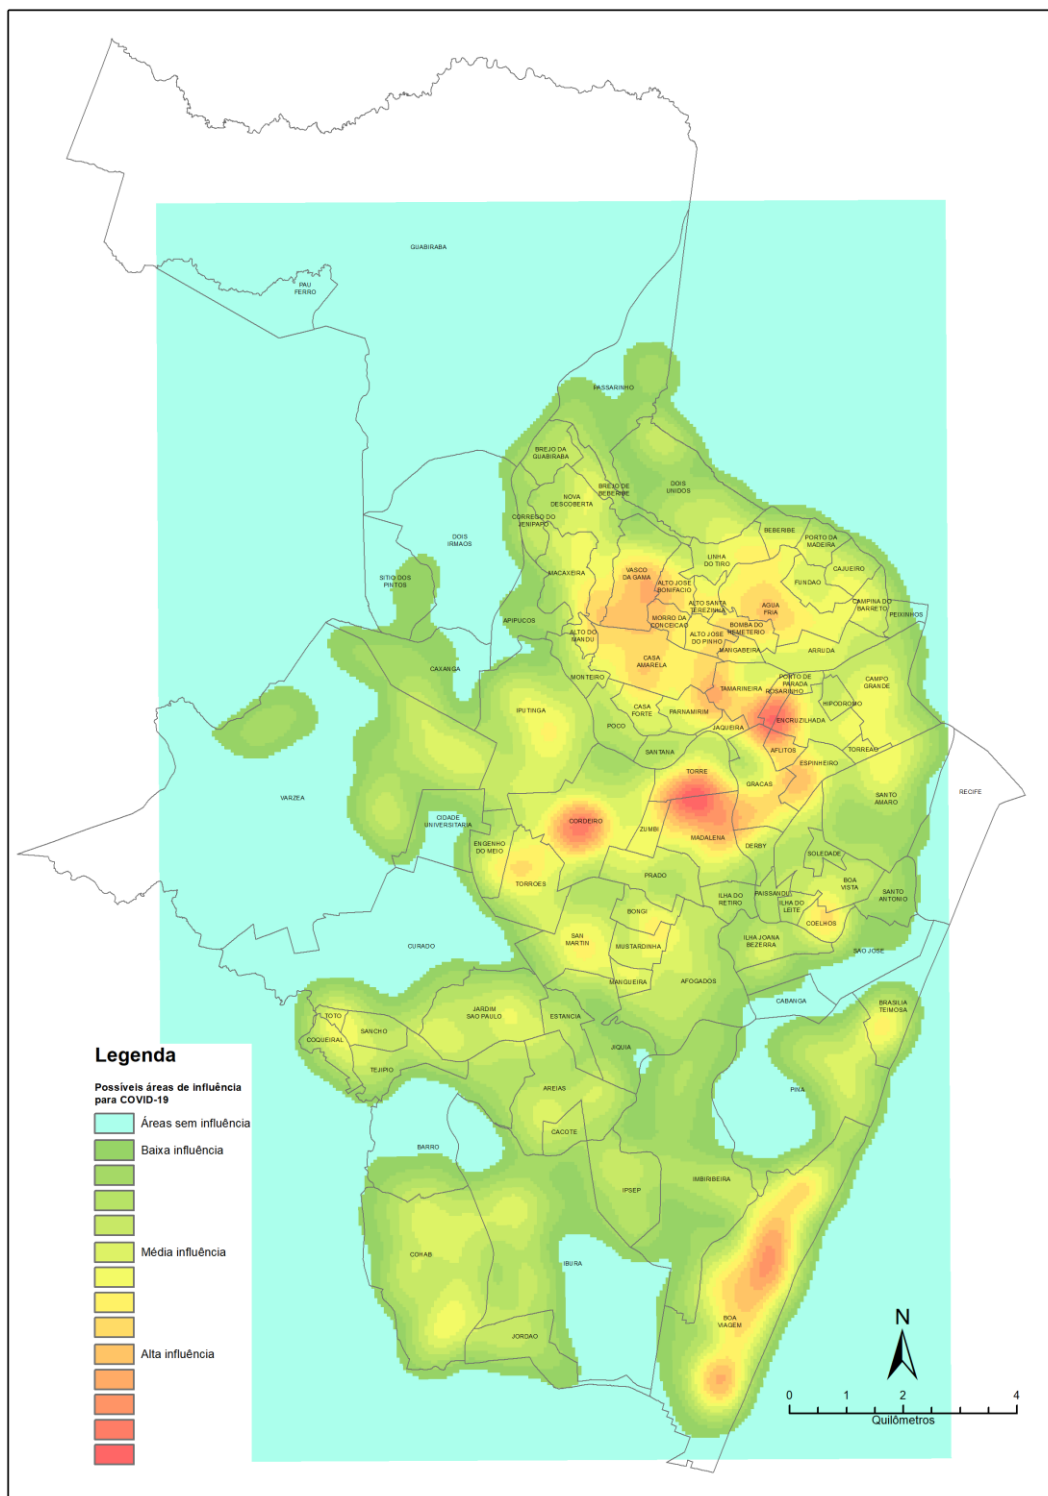 GUABIRABA
PAU
FERRO
PASSARINHO
BREJO DA
GUABIRABA
BREJO DE
BEBERIBE
DOIS
UNIDOS
NOVA
DESCOBERTA
CORREGO DO
JENIPAPO
DOIS
IRMAOS
BEBERIBE
PORTO DA
MADEIRA
LINHA
DO TIRO
CAJUEIRO
VASCO
DA GAMA
MACAXEIRA
SITIO DOS
PINTOS
ALTO JOSE
BONIFACIO
FUNDAO
ALTO SANTA
TEREZINHA
AGUA
FRIA
CAMPINA DO
BARRETO
PEIXINHOS
APIPUCOS
MORRO DA
CONCEICAO
BOMBA DO
HEMETERIO
ALTO DO
MANDU
ALTO JOSE
DO PINHO
MANGABEIRA
ARRUDA
CASA
AMARELA
CAXANGA
MONTEIRO
PORTO DE
PARADA
ROSARINHO
CAMPO
GRANDE
TAMARINEIRA
HIPODROMO
IPUTINGA
CASA
FORTE
PARNAMIRIM
POCO
JAQUEIRA
ENCRUZILHADA
SANTANA
AFLITOS
TORREAO
ESPINHEIRO
TORRE
GRACAS
RECIFE
VARZEA
SANTO
AMARO
CIDADE
UNIVERSITARIA
CORDEIRO
ZUMBI
MADALENA
DERBY
ENGENHO
DO MEIO
SOLEDADE
PRADO
TORROES
BOA
VISTA
ILHA DO
RETIRO
PAISSANDU
ILHA DO
LEITE
SANTO
ANTONIO
BONGI
COELHOS
CURADO
SAN
MARTIN
MUSTARDINHA
ILHA JOANA
BEZERRA
SAO JOSE
MANGUEIRA
AFOGADOS
CABANGA
BRASILIA
TEIMOSA
TOTO
SANCHO
COQUEIRAL
JARDIM
SAO PAULO
ESTANCIA
JIQUIA
TEJIPIO
AREIAS
PINA
CACOTE
BARRO
IPSEP
IMBIRIBEIRA
COHAB
IBURA
BOA
VIAGEM
JORDAO
Legenda
Possíveis áreas de influência
para COVID-19
Áreas sem influência
Baixa influência
Média influência
Alta influência
N
0 1 2 4
Quilômetros